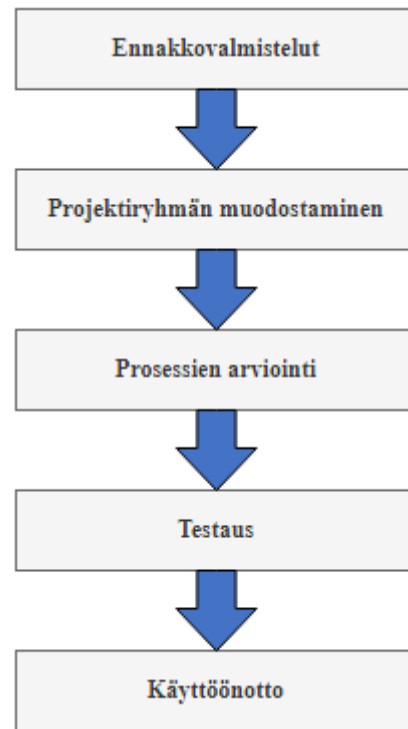 Ennakkovalmistelut
Projektiryhmän muodostaminen
Prosessien arviointi
Testaus
Käyttöönotto